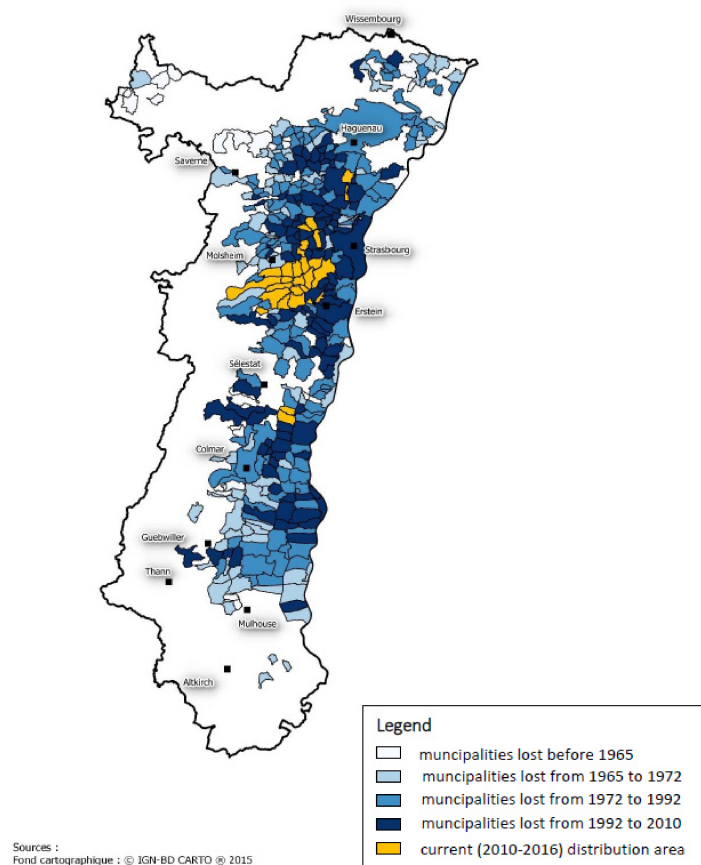 Wissembourg
Haguenau
Saverne
Strasbourg
Molsheim
Erstein
Sélestat
Colmar
Guebwiller
Thann
Mulhouse
Altkirch
Legend
muncipalities lost before 1965
muncipalities lost from 1965 to 1972
muncipalities lost from 1972 to 1992
muncipalities lost from 1992 to 2010
current (2010-2016) distribution area
Sources :
Fond cartographique : © IGN-BD CARTO ® 2015